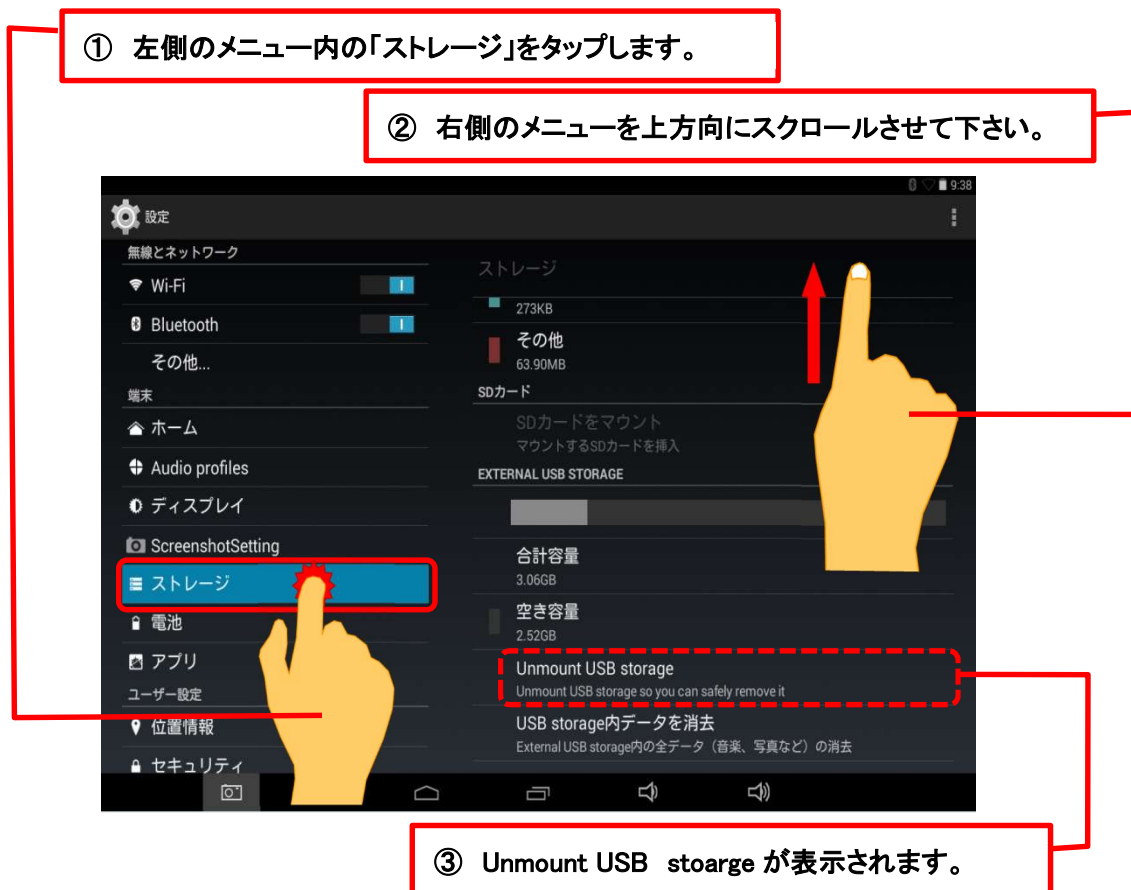 ① 左側のメニュー内の「ストレージ」をタップします。
② 右側のメニューを上方向にスクロールさせて下さい。
9:38
設定
無線とネットワーク
Wi-Fi
Bluetooth
その他...
端末
ホーム
Audio profiles
ディスプレイ
ScreenshotSetting
ストレージ
電池
アプリ
ユーザー設定
位置情報
セキュリティ
ストレージ
273KB
その他
63.90MB
SDカード
SDカードをマウント
マウントするSDカードを挿入
EXTERNAL USB STORAGE
合計容量
3.06GB
空き容量
2.52GB
Unmount USB storage
Unmount USB storage so you can safely remove it
USB storage内データを消去
External USB storage内の全データ（音楽、写真など）の消去
③ Unmount USB stoarge が表示されます。